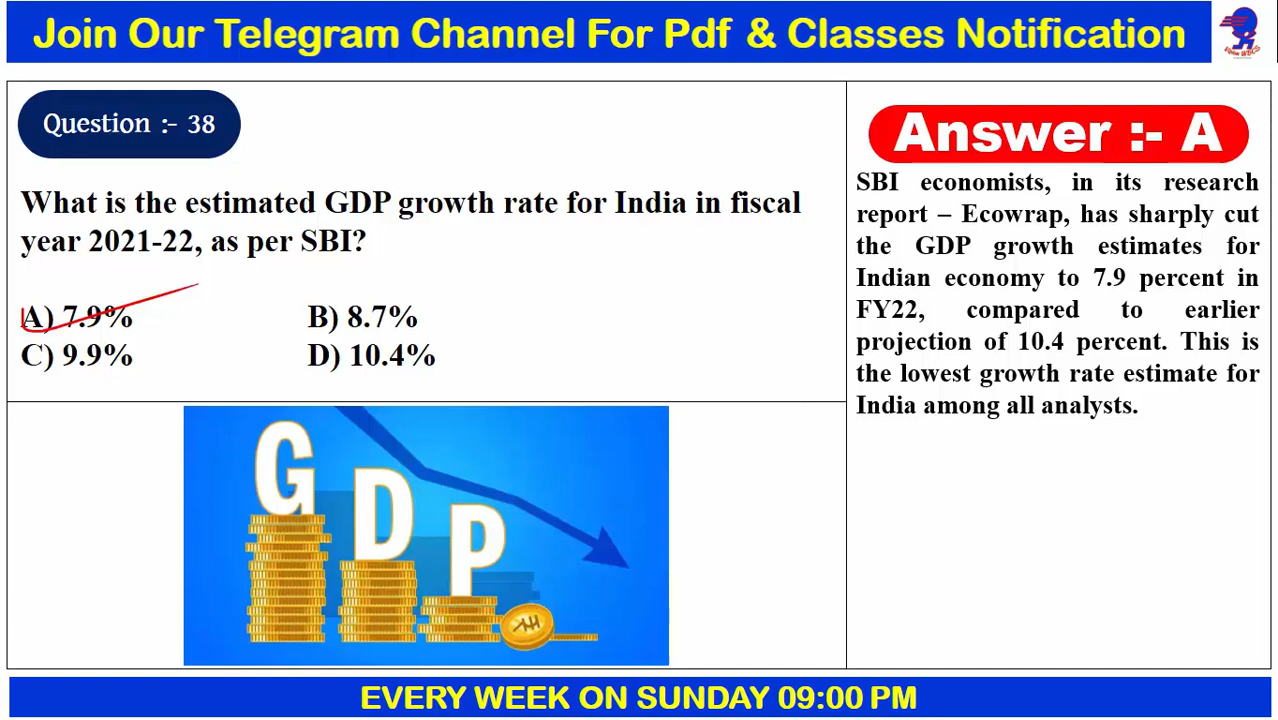 Join Our Telegram Channel For Pdf & Classes Notification
Question :- 38
What is the estimated GDP growth rate for India in fiscal
year 2021-22, as per SBI?
A) 7.9%
B) 8.7%
C) 9.9%
D) 10.4%
GDP
Answer :- A
SBI economists, in its research
report – Ecowrap, has sharply cut
the GDP growth estimates for
Indian economy to 7.9 percent in
FY22, compared to earlier
projection of 10.4 percent. This is
the lowest growth rate estimate for
India among all analysts.
EVERY WEEK ON SUNDAY 09:00 PM